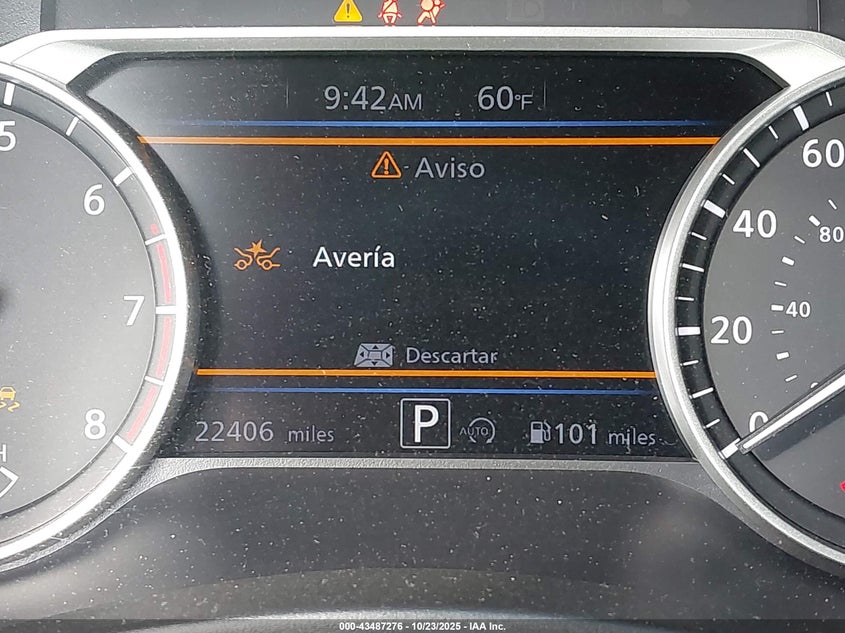 9:42AM 60°F
Aviso
Avería
Descartar
22406 miles P AUTO 101 miles
5
6
7
8
H
60
40
20
0
80
40
000-43487276 - 10/23/2025 - IAA Inc.